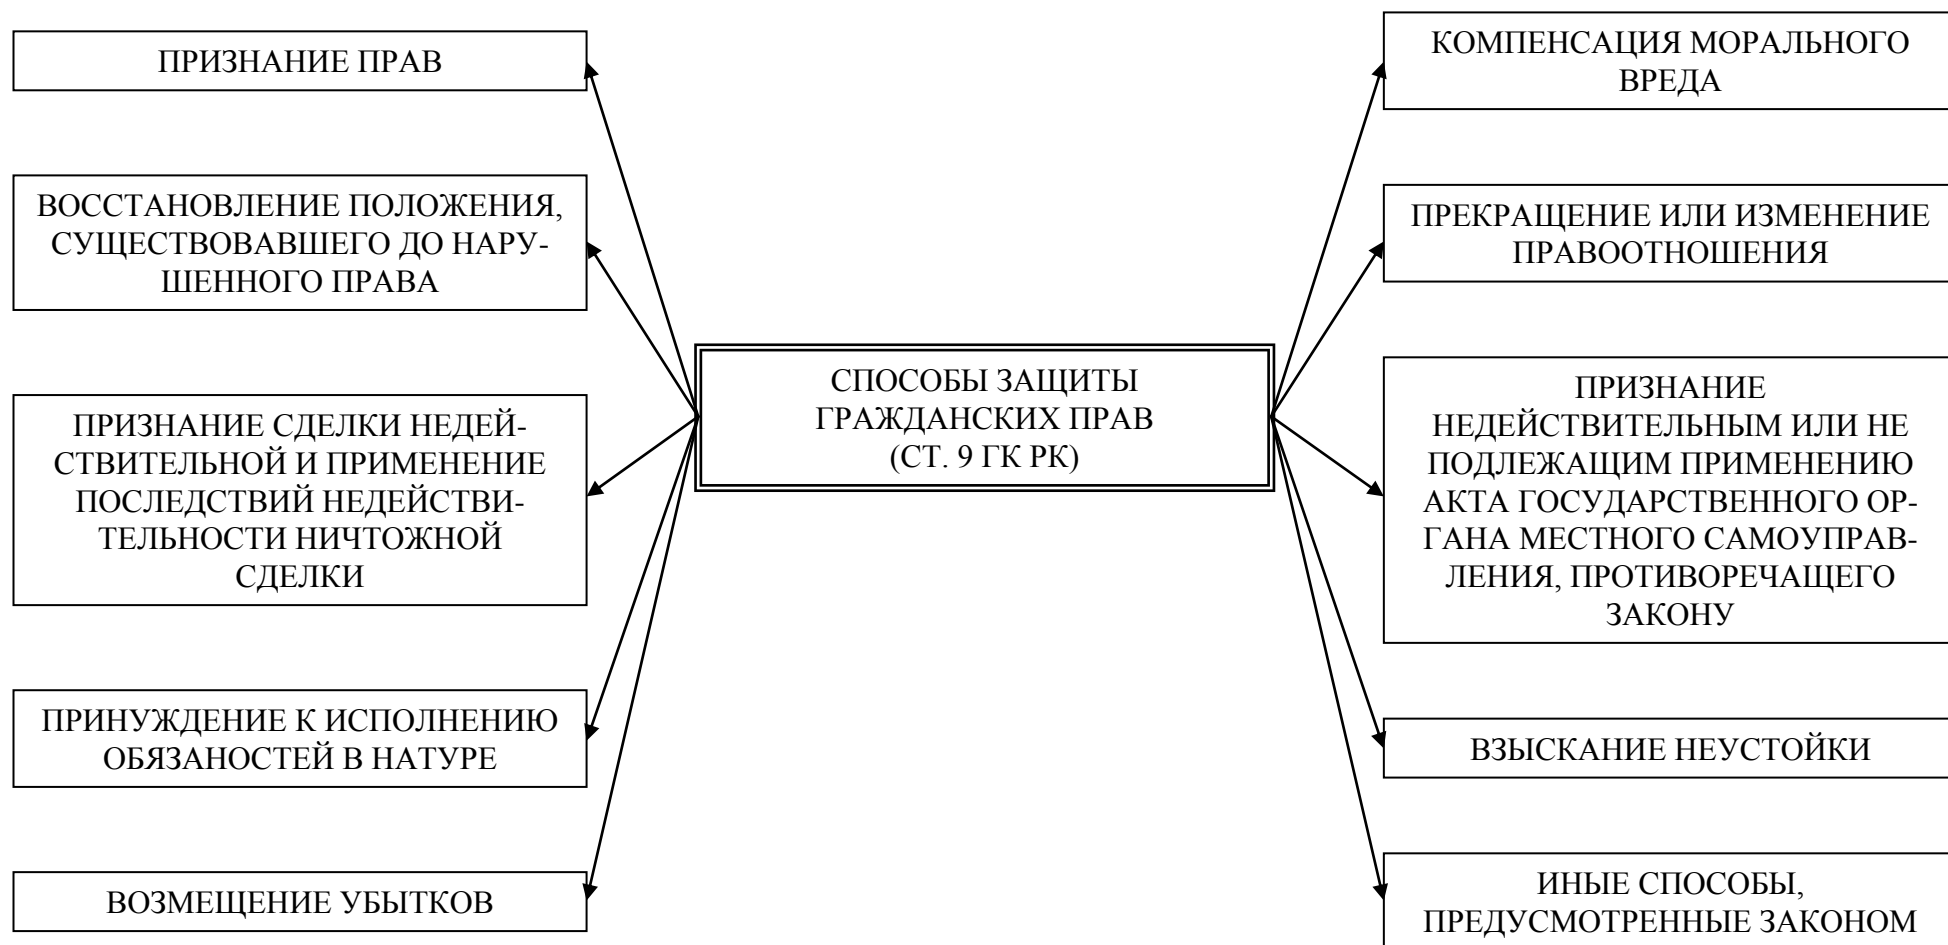 ПРИЗНАНИЕ ПРАВ
ВОССТАНОВЛЕНИЕ ПОЛОЖЕНИЯ,
СУЩЕСТВОВАВШЕГО ДО НАРУ-
ШЕННОГО ПРАВА
ПРИЗНАНИЕ СДЕЛКИ НЕДЕЙ-
СТВИТЕЛЬНОЙ И ПРИМЕНЕНИЕ
ПОСЛЕДСТВИЙ НЕДЕЙСТВИ-
ТЕЛЬНОСТИ НИЧТОЖНОЙ
СДЕЛКИ
ПРИНУЖДЕНИЕ К ИСПОЛНЕНИЮ
ОБЯЗАНОСТЕЙ В НАТУРЕ
ВОЗМЕЩЕНИЕ УБЫТКОВ
СПОСОБЫ ЗАЩИТЫ
ГРАЖДАНСКИХ ПРАВ
(СТ. 9 ГК РК)
КОМПЕНСАЦИЯ МОРАЛЬНОГО
ВРЕДА
ПРЕКРАЩЕНИЕ ИЛИ ИЗМЕНЕНИЕ
ПРАВООТНОШЕНИЯ
ПРИЗНАНИЕ
НЕДЕЙСТВИТЕЛЬНЫМ ИЛИ НЕ
ПОДЛЕЖАЩИМ ПРИМЕНЕНИЮ
АКТА ГОСУДАРСТВЕННОГО ОР-
ГАНА МЕСТНОГО САМОУПРАВ-
ЛЕНИЯ, ПРОТИВОРЕЧАЩЕГО
ЗАКОНУ
ВЗЫСКАНИЕ НЕУСТОЙКИ
ИНЫЕ СПОСОБЫ,
ПРЕДУСМОТРЕННЫЕ ЗАКОНОМ